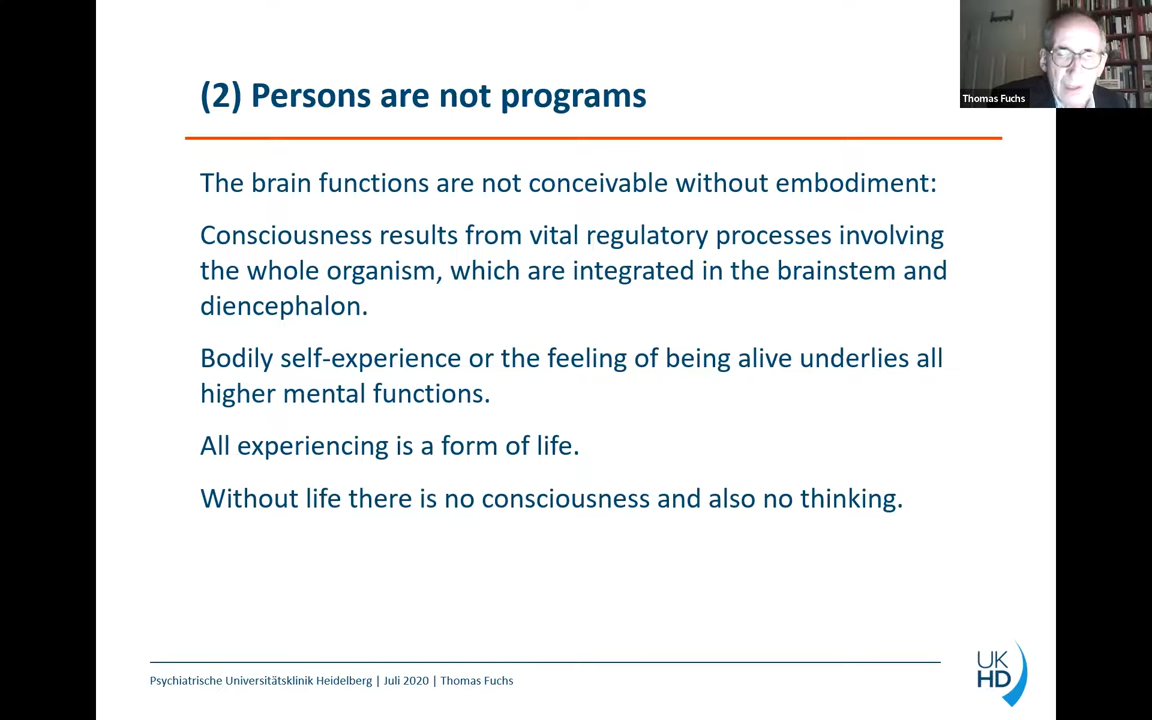 (2) Persons are not programs
Thomas Fuchs
The brain functions are not conceivable without embodiment:
Consciousness results from vital regulatory processes involving
the whole organism, which are integrated in the brainstem and
diencephalon.
Bodily self-experience or the feeling of being alive underlies all
higher mental functions.
All experiencing is a form of life.
Without life there is no consciousness and also no thinking.
Psychiatrische Universitätsklinik Heidelberg | Juli 2020 | Thomas Fuchs
UK
HD